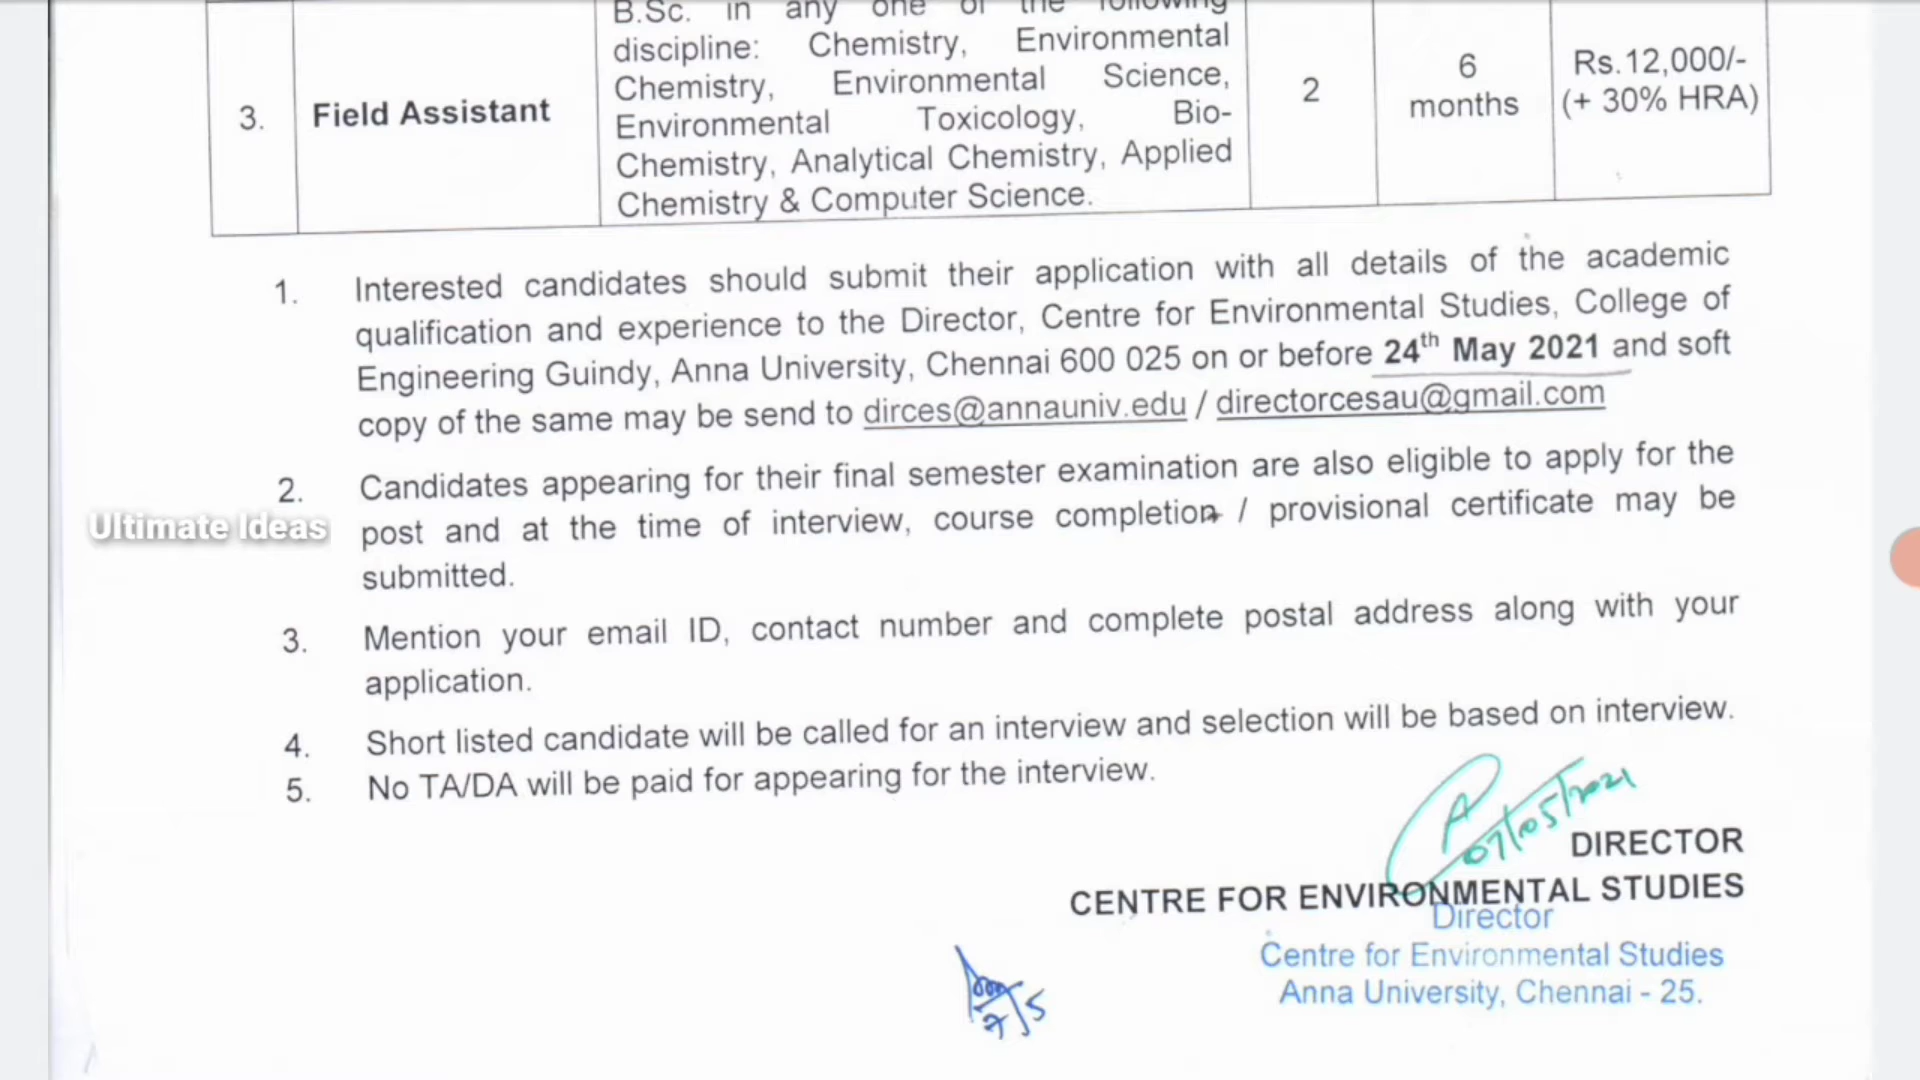 B.Sc. in any one of the following
discipline: Chemistry, Environmental
Chemistry, Environmental Science,
Environmental Toxicology, Bio-
Chemistry, Analytical Chemistry, Applied
Chemistry & Computer Science.
3.
Field Assistant
2
6
months
Rs.12,000/-
(+ 30% HRA)
1. Interested candidates should submit their application with all details of the academic
qualification and experience to the Director, Centre for Environmental Studies, College of
Engineering Guindy, Anna University, Chennai 600 025 on or before 24th May 2021 and soft
copy of the same may be send to dirces@annauniv.edu / directorcesau@gmail.com
2. Candidates appearing for their final semester examination are also eligible to apply for the
post and at the time of interview, course completion / provisional certificate may be
submitted.
Ultimate Ideas
3. Mention your email ID, contact number and complete postal address along with your
application.
4. Short listed candidate will be called for an interview and selection will be based on interview.
5. No TA/DA will be paid for appearing for the interview.
07/05/2021
DIRECTOR
CENTRE FOR ENVIRONMENTAL STUDIES
Director
Centre for Environmental Studies
Anna University, Chennai - 25.
7/5